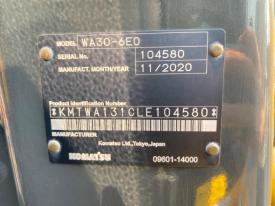 MODEL WA30-6E0
SERIAL No. 104580
MANUFACT. MONTH/YEAR 11/2020
Product Identification Number
*KMTWA131CLE104580*
KOMATSU
Komatsu Ltd.,Tokyo,Japan
09601-14000